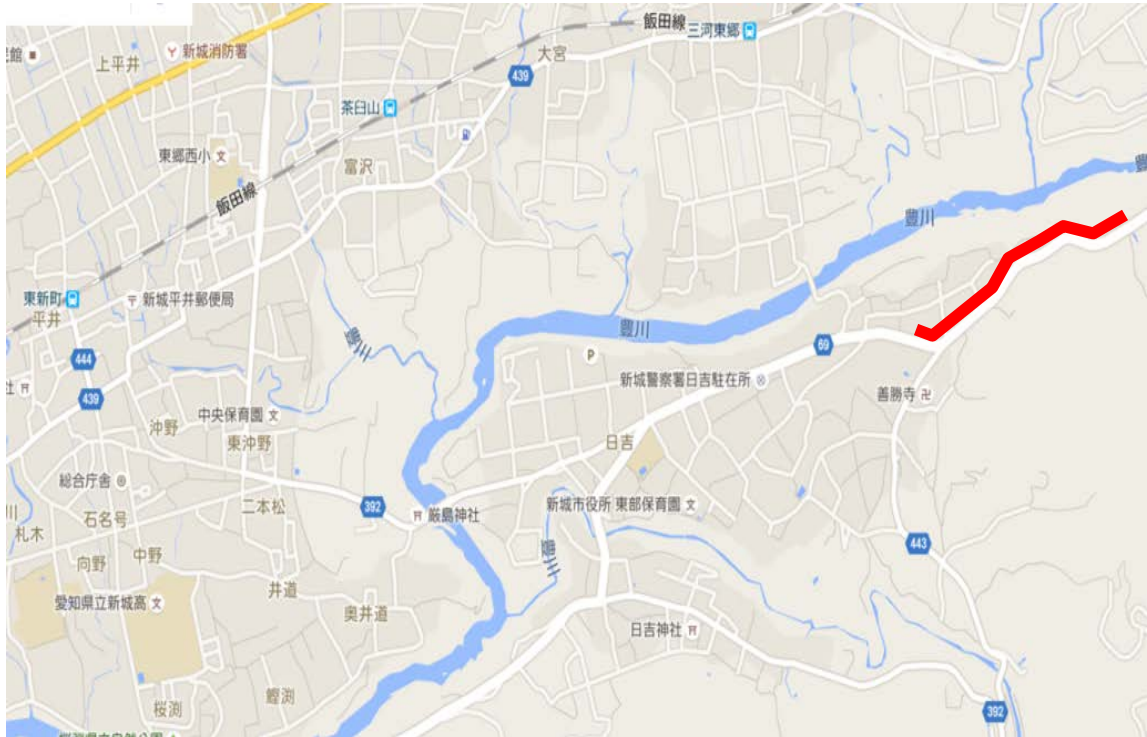 飯田線
三河東郷
新城消防署
上平井
大宮
439
茶臼山
東郷西小
富沢
飯田線
豊川
東新町
平井
新城平井郵便局
豊川
69
P
444
439
新城警察署日吉駐在所
善勝寺
沖野
中央保育園
東沖野
日吉
総合庁舎
392
二本松
厳島神社
新城市役所 東部保育園
石名号
札木
向野
中野
443
愛知県立新城高
井道
奥井道
日吉神社
鰹渕
桜渕
392